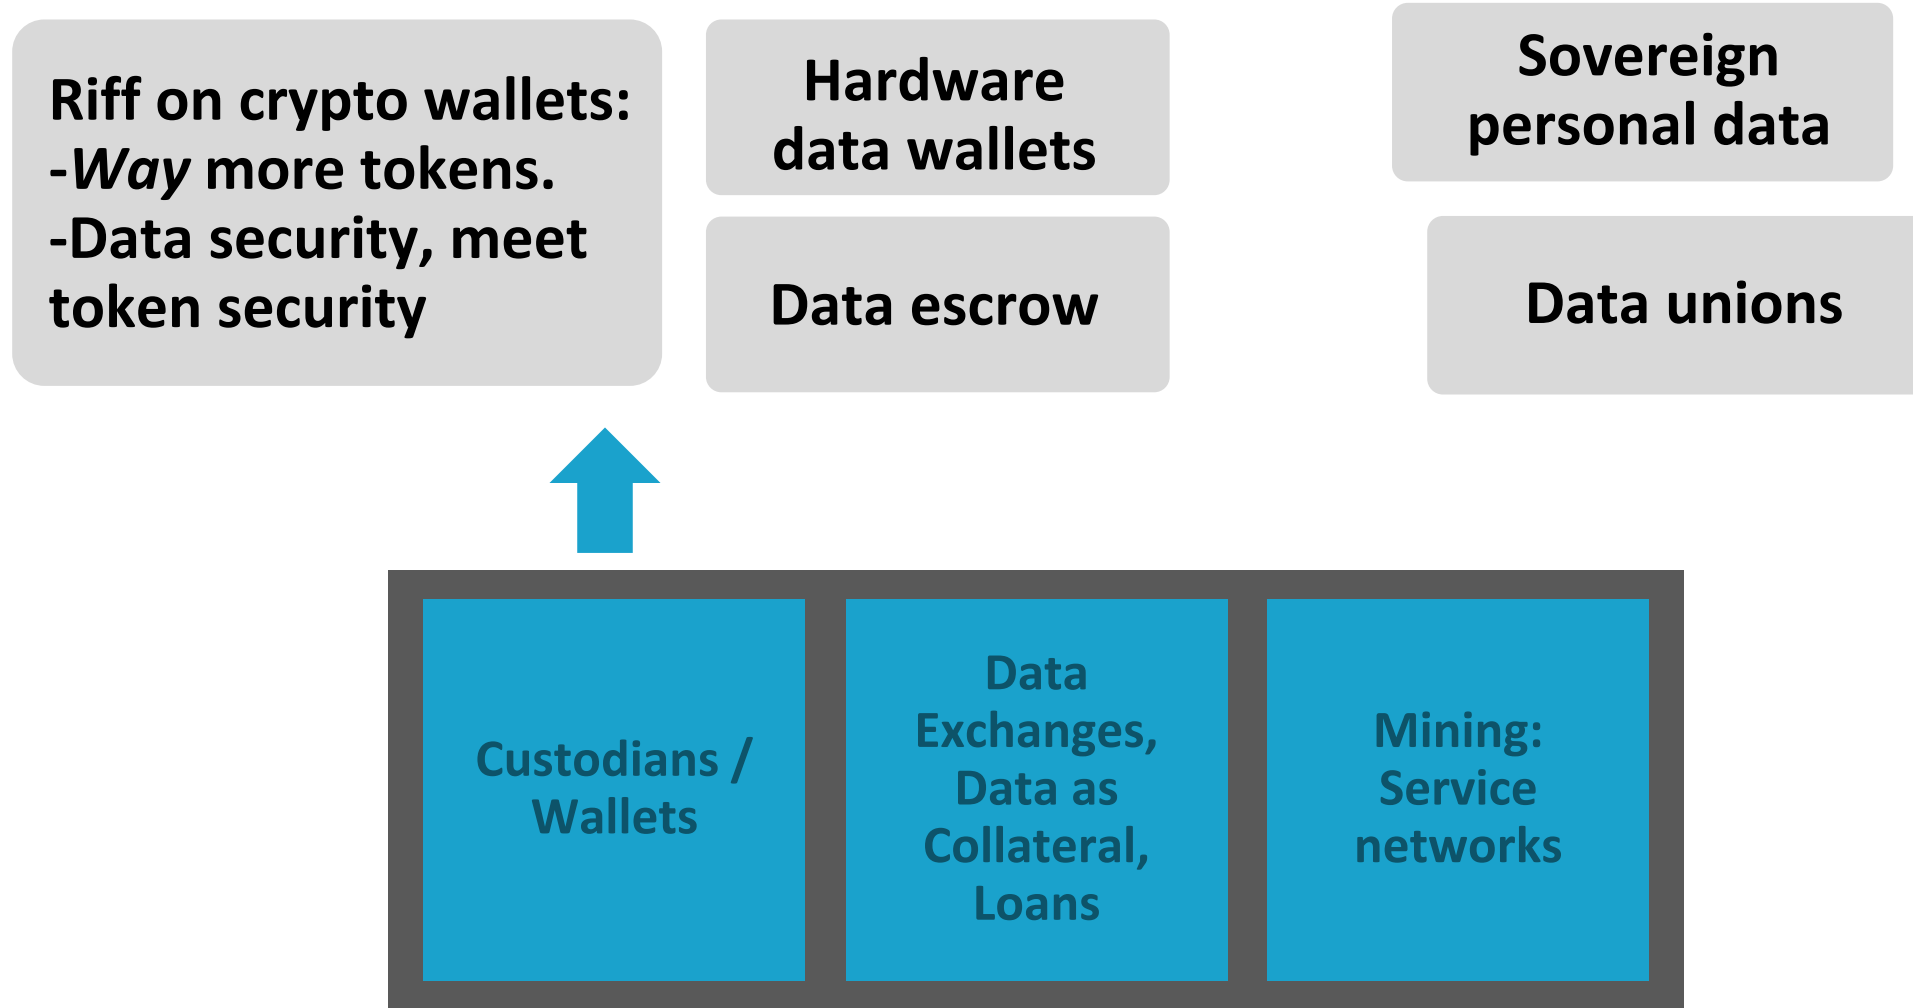 Riff on crypto wallets:
-Way more tokens.
-Data security, meet
token security
Hardware
data wallets
Data escrow
Sovereign
personal data
Data unions
Custodians /
Wallets
Data
Exchanges,
Data as
Collateral,
Loans
Mining:
Service
networks